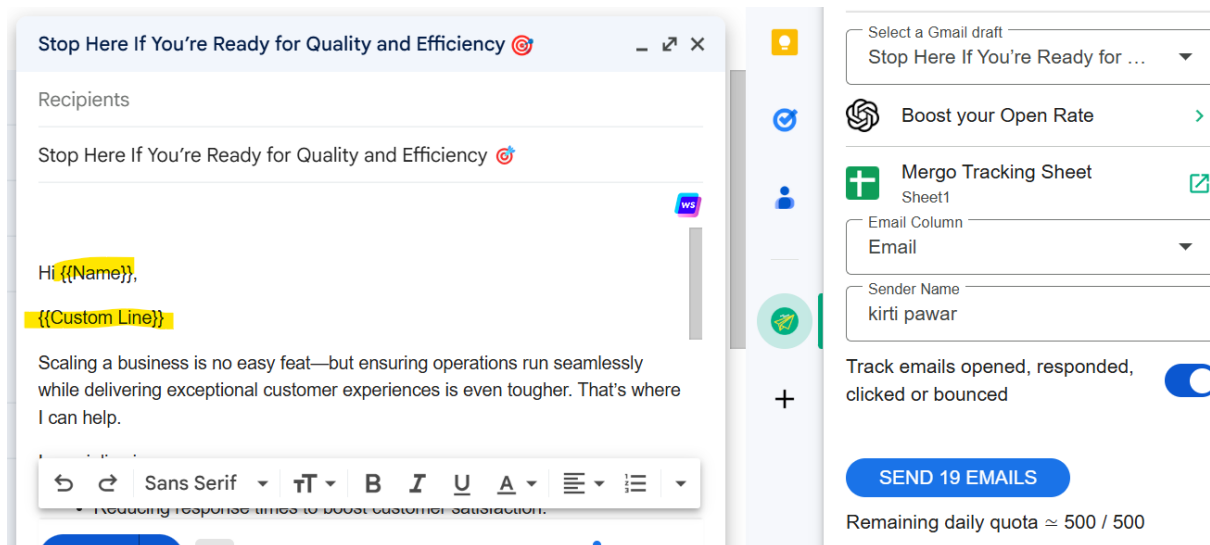 Stop Here If You’re Ready for Quality and Efficiency 🎯
Recipients
Stop Here If You’re Ready for Quality and Efficiency 🎯
ws
Hi {{Name}},
{{Custom Line}}
Scaling a business is no easy feat—but ensuring operations run seamlessly
while delivering exceptional customer experiences is even tougher. That’s where
I can help.
Sans Serif
Reducing response times to boost customer satisfaction.
Select a Gmail draft
Stop Here If You’re Ready for ...
Boost your Open Rate
Mergo Tracking Sheet
Sheet1
Email Column
Email
Sender Name
kirti pawar
Track emails opened, responded,
clicked or bounced
SEND 19 EMAILS
Remaining daily quota ≃ 500 / 500